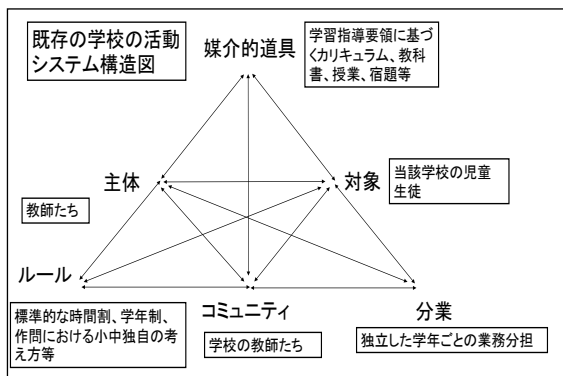 既存の学校の活動
システム構造図
媒介的道具
学習指導要領に基づ
くカリキュラム、教科
書、授業、宿題等
主体
対象
当該学校の児童
生徒
教師たち
ルール
コミュニティ
分業
標準的な時間割、学年制、
作問における小中独自の考
え方等
学校の教師たち
独立した学年ごとの業務分担